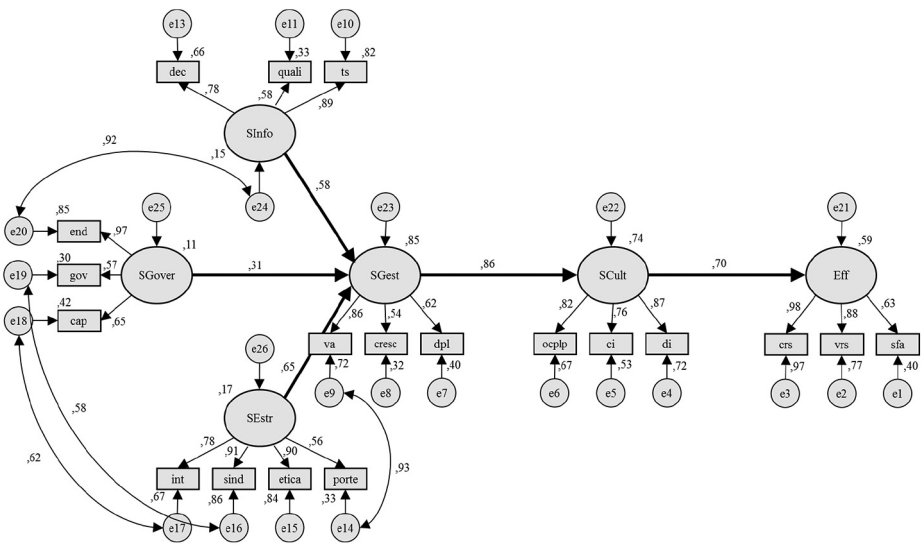 e13 e11 e10
,66 ,33 ,82
dec quali ts
,78 ,58 ,89
SInfo
,92 ,15
,58
e24
e25 e23 e22 e21
,85 ,97 ,11 ,85 ,74 ,59
e20 end
,30 ,57
e19 gov SGover ,31 SGest ,86 SCult ,70 Eff
,42 ,65
e18 cap
,86 ,54 ,62 ,82 ,76 ,87 ,98 ,88 ,63
e26 va cresc dpl ocplp ci di crs vrs sfa
,65 ,72 ,32 ,40 ,67 ,53 ,72 ,97 ,77 ,40
,17 e9 e8 e7 e6 e5 e4 e3 e2 e1
SEstr
,58
,62
,78 ,91 ,90 ,56
,93
int sind etica porte
,67 ,86 ,84 ,33
e17 e16 e15 e14